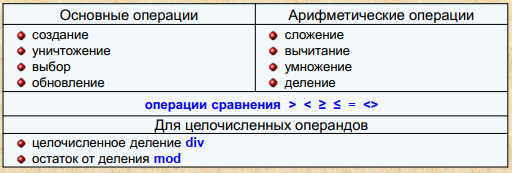 Основные операции
Арифметические операции
создание
уничтожение
выбор
обновление
сложение
вычитание
умножение
деление
операции сравнения > < ≥ ≤ = <>
Для целочисленных операндов
целочисленное деление div
остаток от деления mod